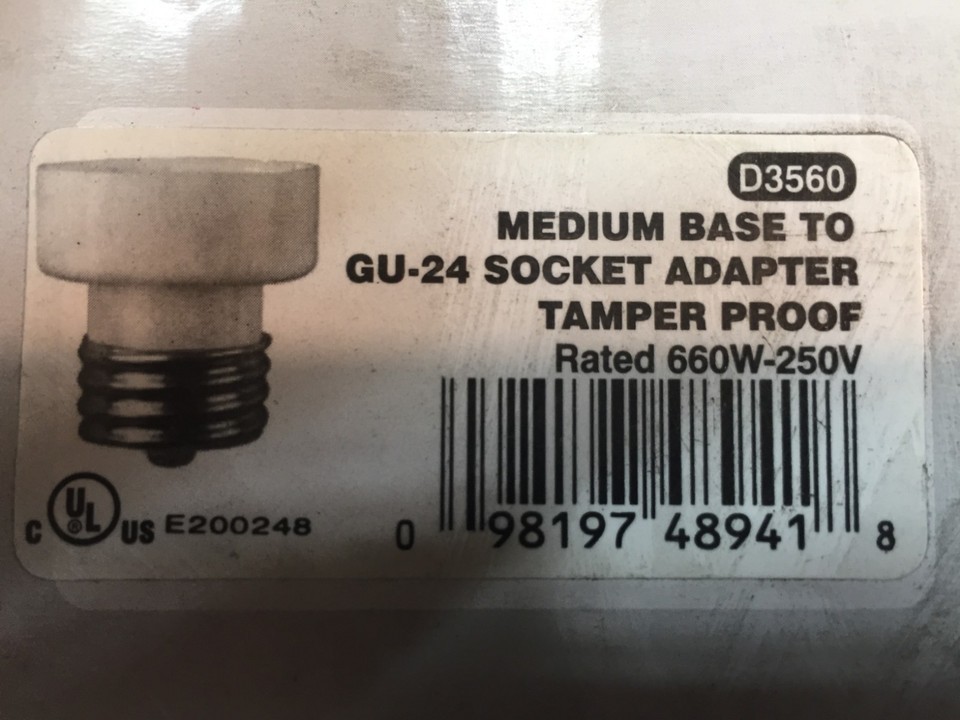 D3560
MEDIUM BASE TO
GU-24 SOCKET ADAPTER
TAMPER PROOF
Rated 660W-250V
C UL ® US E200248
0 98197 48941 8